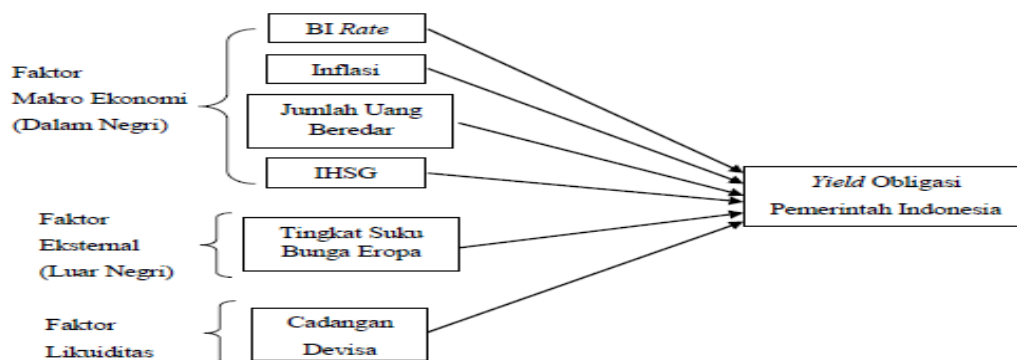 Faktor
Makro Ekonomi
(Dalam Negri)
BI Rate
Inflasi
Jumlah Uang
Beredar
IHSG
Faktor
Eksternal
(Luar Negri)
Tingkat Suku
Bunga Eropa
Faktor
Likuiditas
Cadangan
Devisa
Yield Obligasi
Pemerintah Indonesia